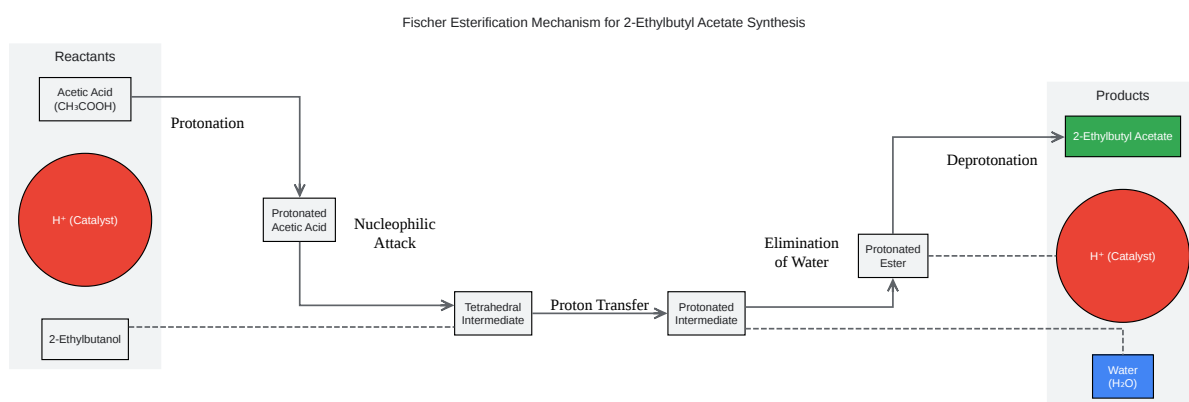 Fischer Esterification Mechanism for 2-Ethylbutyl Acetate Synthesis
Reactants
Acetic Acid
(CH₃COOH)
Protonation
H⁺ (Catalyst)
2-Ethylbutanol
Protonated
Acetic Acid
Nucleophilic
Attack
Tetrahedral
Intermediate
Proton Transfer
Protonated
Intermediate
Elimination
of Water
Protonated
Ester
Deprotonation
Products
2-Ethylbutyl Acetate
H⁺ (Catalyst)
Water
(H₂O)